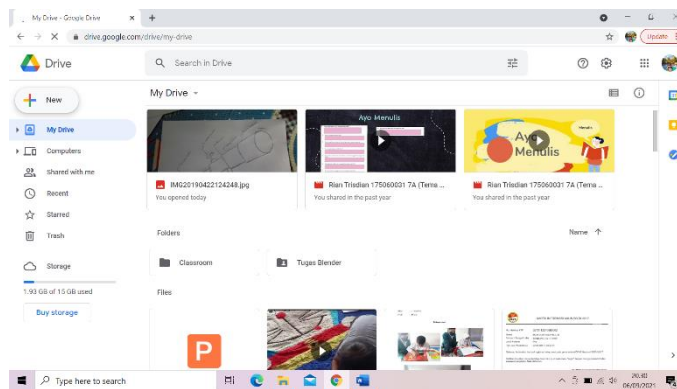 My Drive - Google Drive
drive.google.com/drive/my-drive
Update
Drive
Search in Drive
New
My Drive
Computers
Shared with me
Recent
Starred
Trash
Storage
1.93 GB of 15 GB used
Buy storage
My Drive
Ayo Menulis
Ayo
Menulis
IMG20190422124248.jpg
You opened today
Rian Trisdian 175060031 7A (Tema ...
You shared in the past year
Rian Trisdian 175060031 7A (Tema ...
You shared in the past year
Folders
Name
Classroom
Tugas Blender
Files
P
Type here to search
20.30
06/09/2021